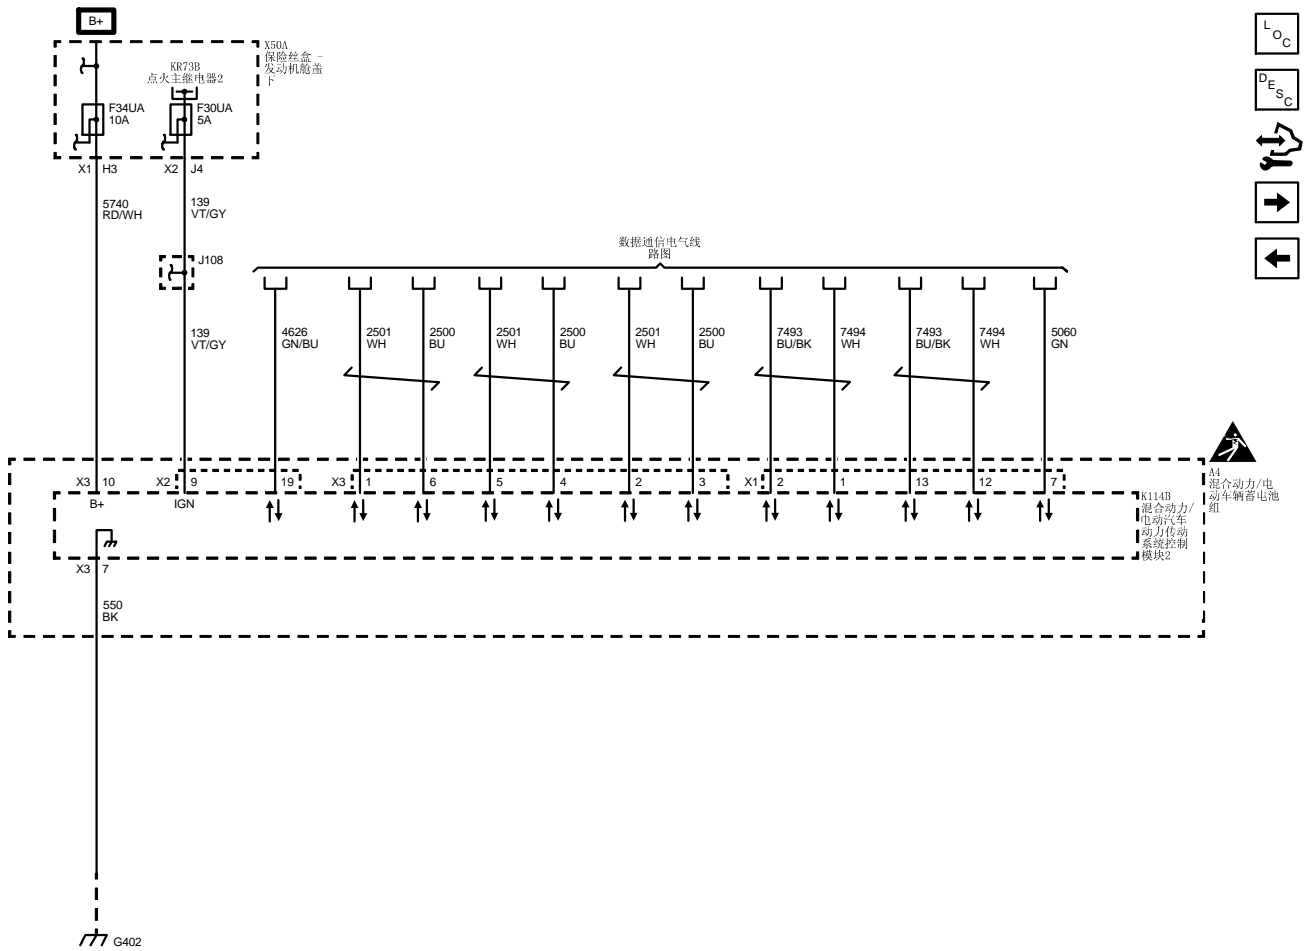 B+
X50A
保险丝盒 -
发动机舱盖
下
KR73B
点火主继电器2
F34UA
10A
F30UA
5A
X1 H3
X2 J4
5740
RD/WH
139
VT/GY
J108
139
VT/GY
数据通信电气线
路图
4626
GN/BU
2501
WH
2500
BU
2501
WH
2500
BU
2501
WH
2500
BU
7493
BU/BK
7494
WH
7493
BU/BK
7494
WH
5060
GN
L
O
C
D
E
S
C
X3 10
X2 9
19
X3 1
6
5
4
2
3
X1 2
1
13
12
7
B+
IGN
A4
混合动力/电
动车辆蓄电池
组
K114B
混合动力/
电动汽车
动力传动
系统控制
模块2
X3 7
550
BK
G402